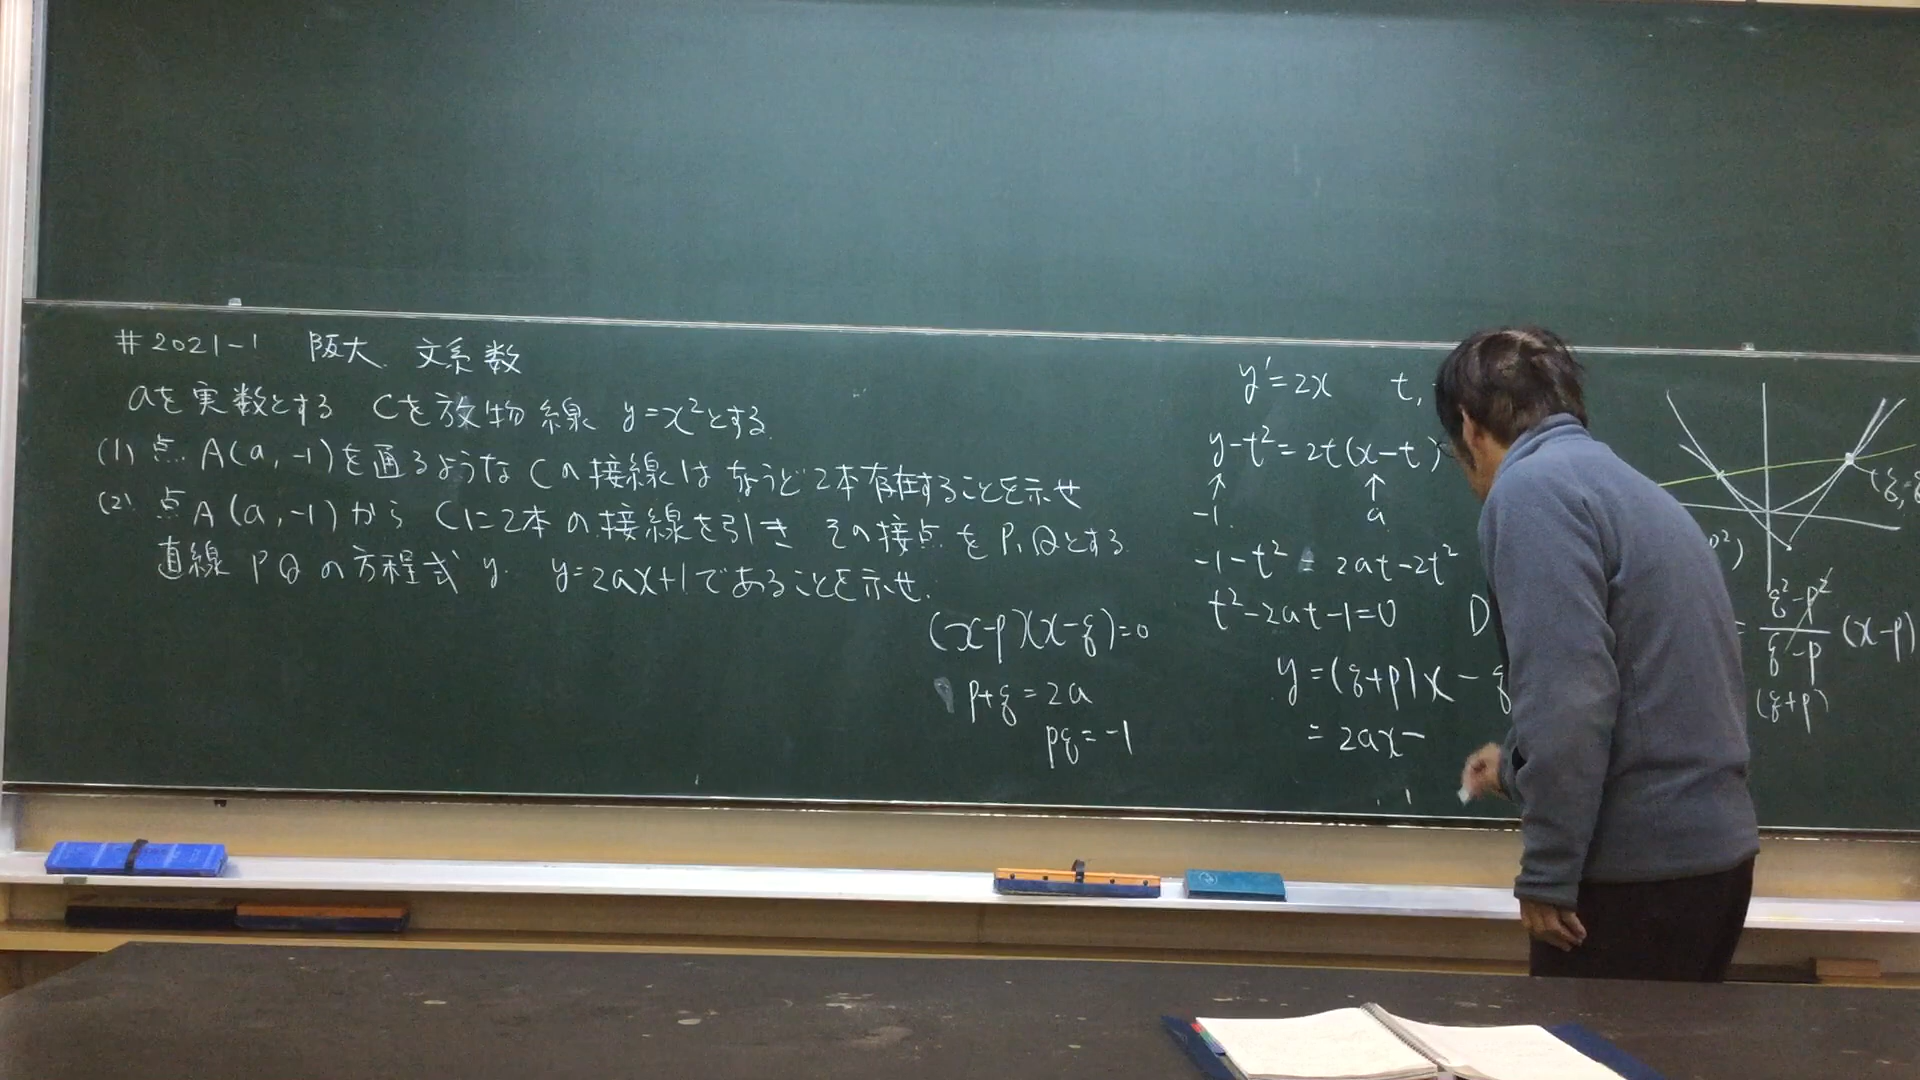 #2021-1 阪大 文系数
aを実数とする Cを放物線 y=x²とする.
(1) 点 A(a, -1)を通るような Cの接線は ちょうど2本存在することを示せ
(2) 点A(a, -1)から Cに2本の接線を引き その接点を P, Qとする
直線 PQ の方程式 y. y=2ax+1であることを示せ.
(x-p)(x-q)=0
p+q=2a
pq=-1
y'=2x t,
y-t²=2t(x-t)
↑ ↑
-1. a
-1-t²=2at-2t²
t²-2at-1=0 D
y=(q+p)x-q
=2ax-
(q,
p²)
= (q²-p²)/(q-p) (x-p)
(q+p)